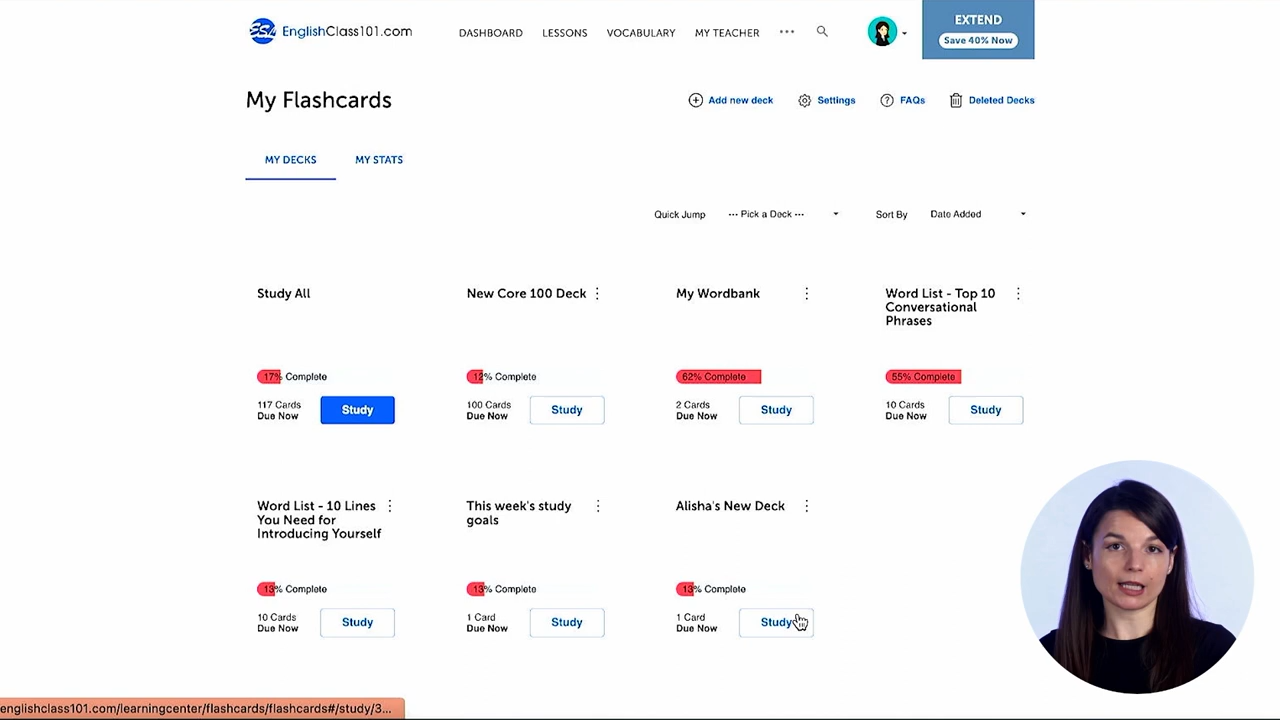 ESL EnglishClass101.com
DASHBOARD LESSONS VOCABULARY MY TEACHER
EXTEND
Save 40% Now
My Flashcards
Add new deck Settings FAQs Deleted Decks
MY DECKS MY STATS
Quick Jump --- Pick a Deck --- Sort By Date Added
Study All
17% Complete
117 Cards
Due Now
Study
New Core 100 Deck
12% Complete
100 Cards
Due Now
Study
My Wordbank
62% Complete
2 Cards
Due Now
Study
Word List - Top 10
Conversational
Phrases
55% Complete
10 Cards
Due Now
Study
Word List - 10 Lines
You Need for
Introducing Yourself
13% Complete
10 Cards
Due Now
Study
This week's study
goals
13% Complete
1 Card
Due Now
Study
Alisha's New Deck
13% Complete
1 Card
Due Now
Study
englishclass101.com/learningcenter/flashcards/flashcards#/study/3...